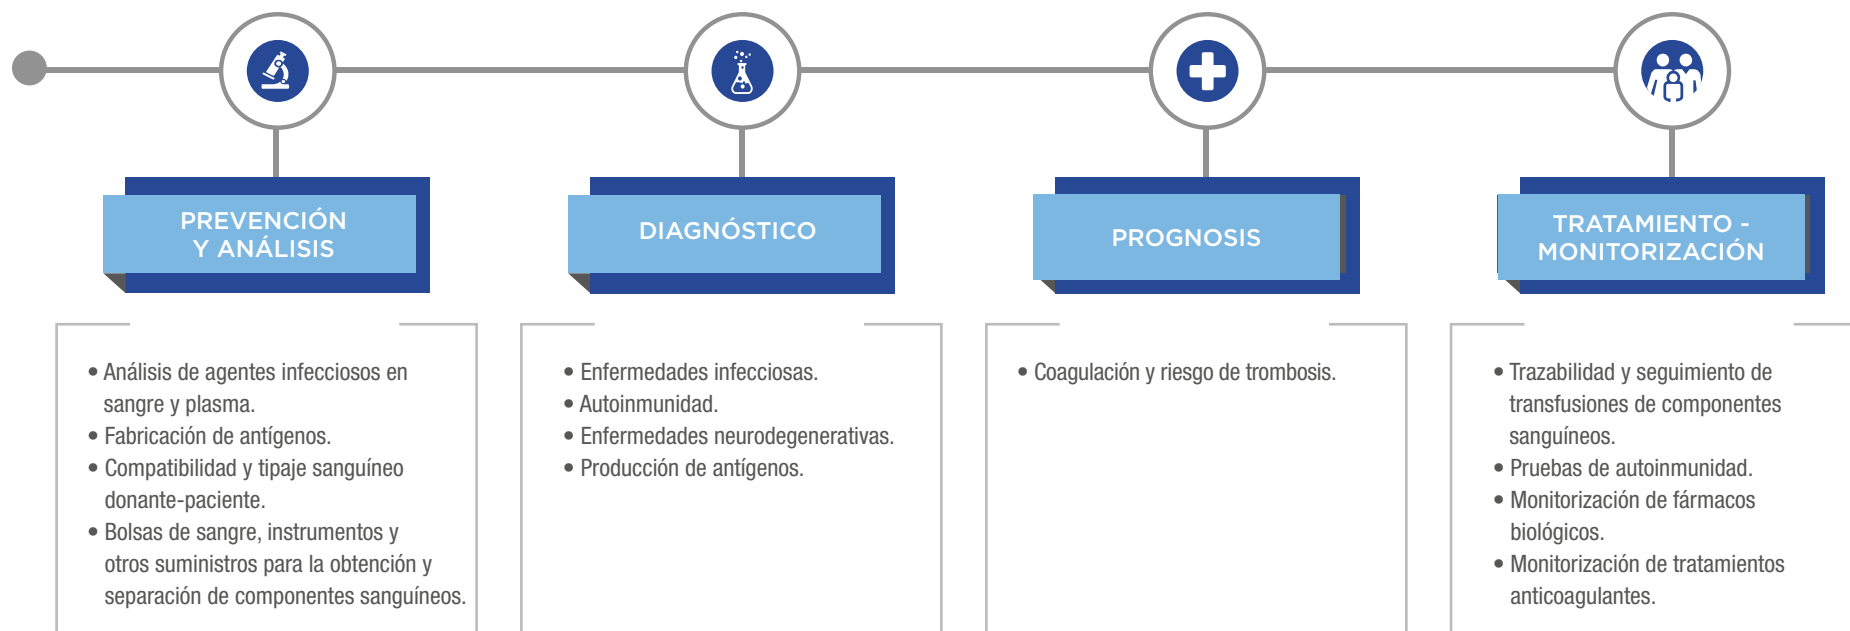 PREVENCIÓN
Y ANÁLISIS
• Análisis de agentes infecciosos en
sangre y plasma.
• Fabricación de antígenos.
• Compatibilidad y tipaje sanguíneo
donante-paciente.
• Bolsas de sangre, instrumentos y
otros suministros para la obtención y
separación de componentes sanguíneos.
DIAGNÓSTICO
• Enfermedades infecciosas.
• Autoinmunidad.
• Enfermedades neurodegenerativas.
• Producción de antígenos.
PROGNOSIS
• Coagulación y riesgo de trombosis.
TRATAMIENTO -
MONITORIZACIÓN
• Trazabilidad y seguimiento de
transfusiones de componentes
sanguíneos.
• Pruebas de autoinmunidad.
• Monitorización de fármacos
biológicos.
• Monitorización de tratamientos
anticoagulantes.